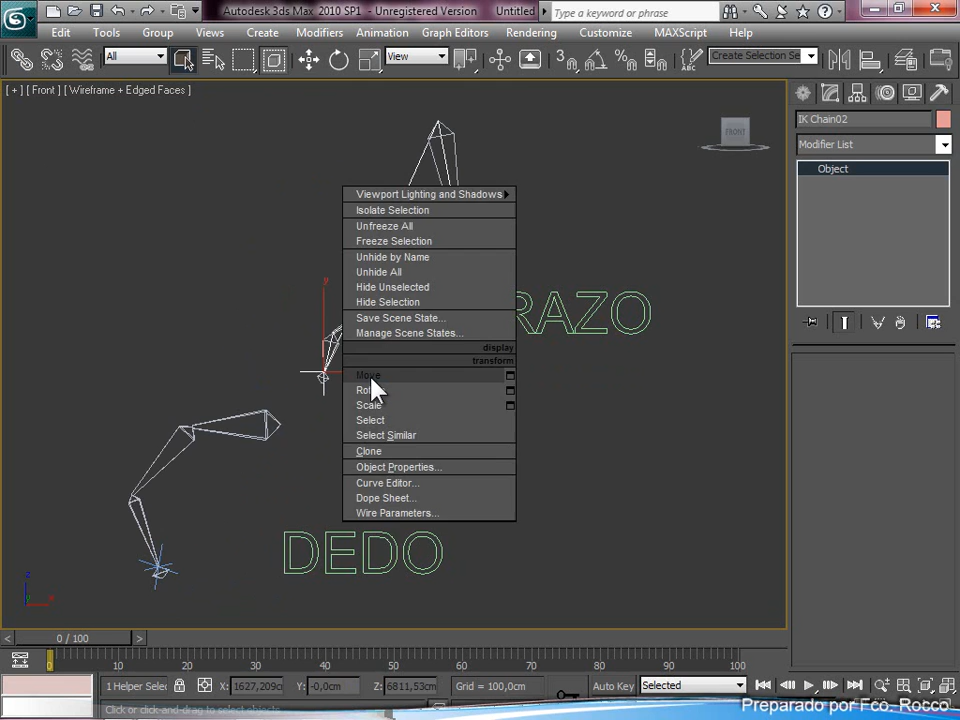 Autodesk 3ds Max 2010 SP1 - Unregistered Version Untitled
Type a keyword or phrase
Edit Tools Group Views Create Modifiers Animation Graph Editors Rendering Customize MAXScript Help
All View Create Selection Se
[ + ] [ Front ] [ Wireframe + Edged Faces ]
FRONT
IK Chain02
Modifier List
Object
Viewport Lighting and Shadows
Isolate Selection
Unfreeze All
Freeze Selection
Unhide by Name
Unhide All
Hide Unselected
Hide Selection
Save Scene State...
Manage Scene States...
display
transform
Move
Scale
Select
Select Similar
Clone
Object Properties...
Curve Editor...
Dope Sheet...
Wire Parameters...
y
RAZO
DEDO
z
x
0 / 100
0 10 20 30 40 50 60 70 80 90 100
1 Helper Selec X: 1627,209c Y: -0,0cm Z: 6811,53cm Grid = 100,0cm Auto Key Selected
Click or click-and-drag to select objects
Preparado por Fco. Rocco